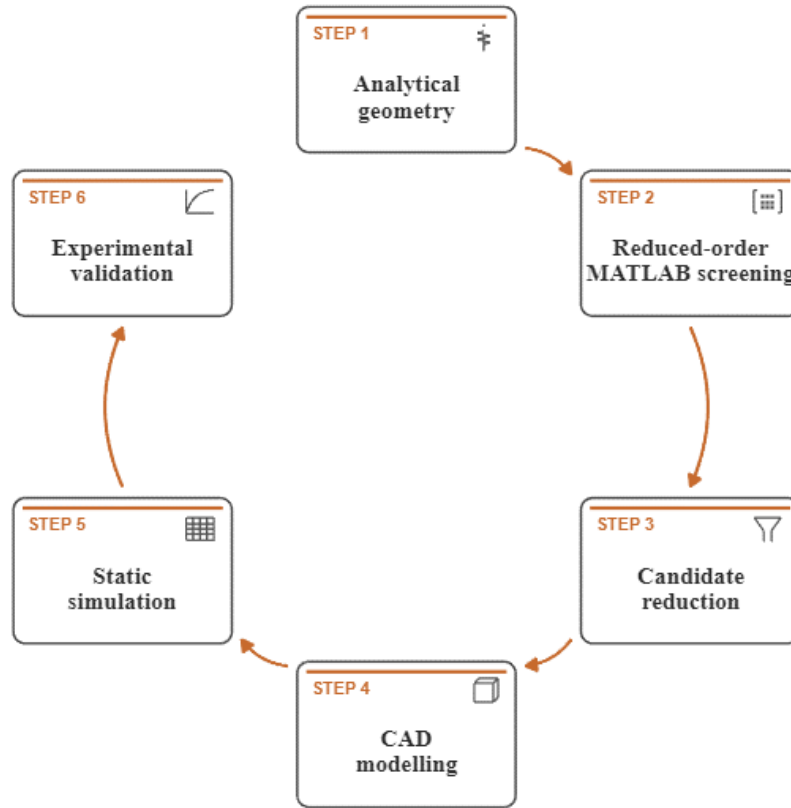 STEP 1
Analytical
geometry
STEP 2
Reduced-order
MATLAB screening
STEP 3
Candidate
reduction
STEP 4
CAD
modelling
STEP 5
Static
simulation
STEP 6
Experimental
validation